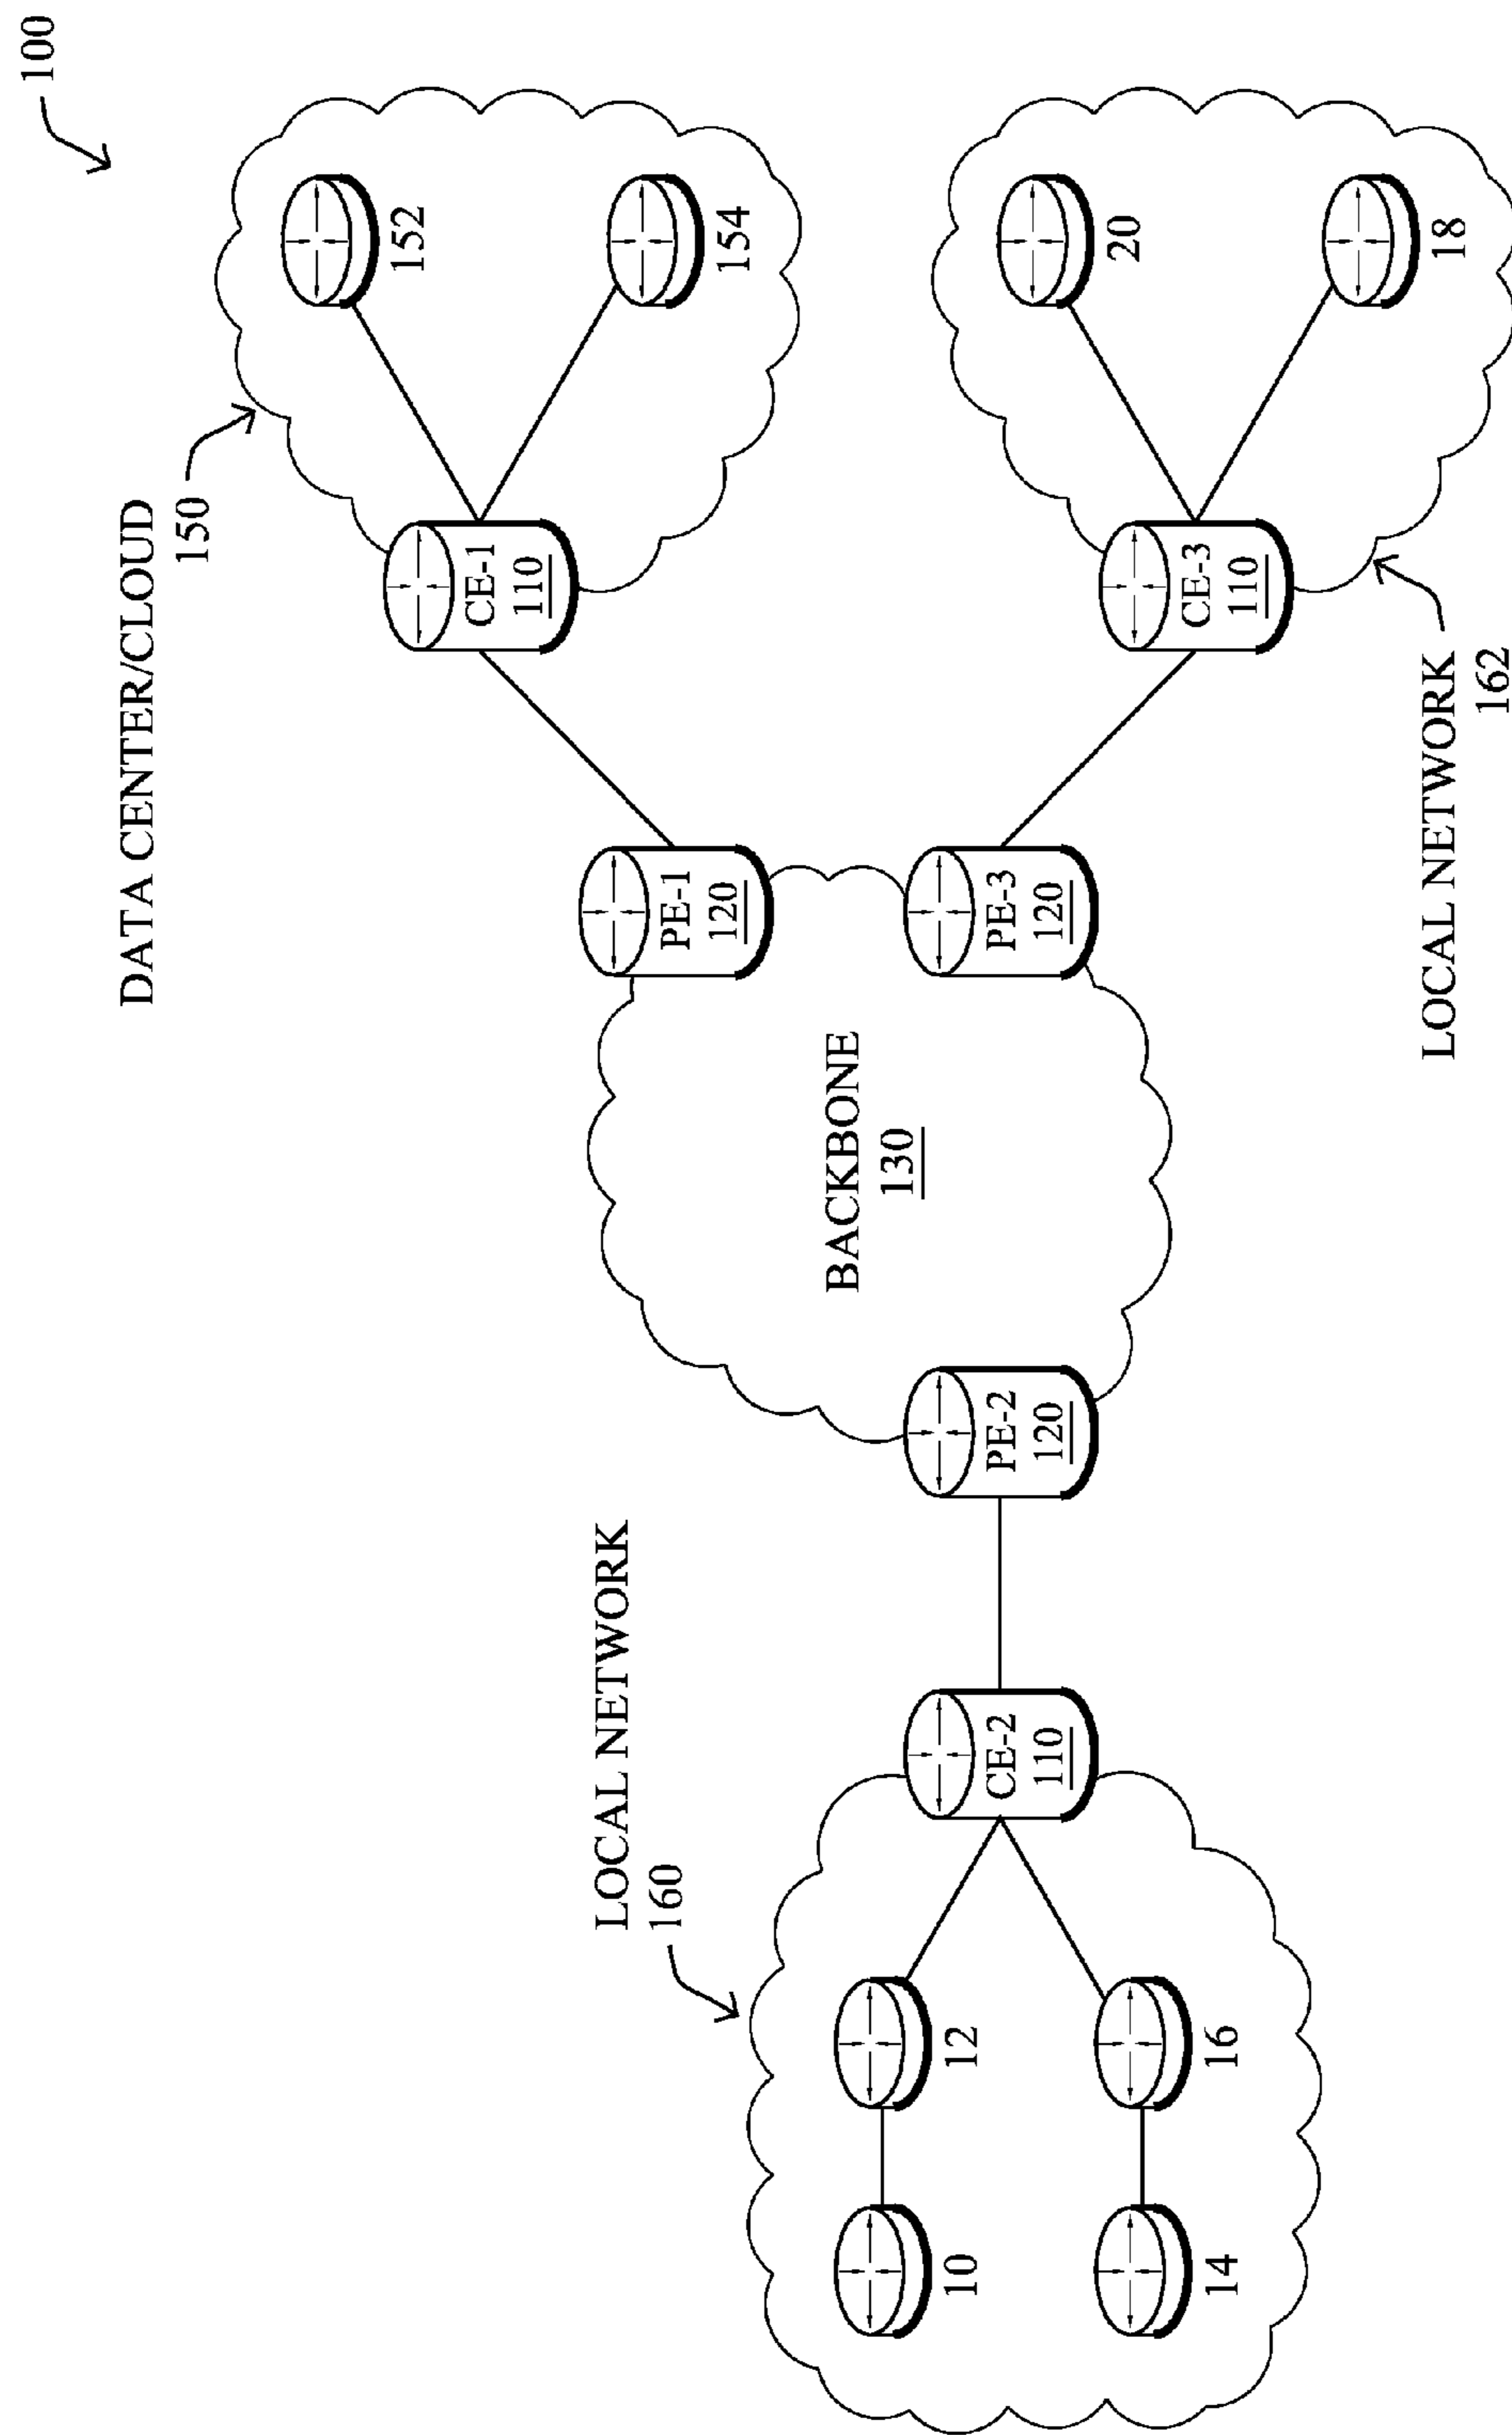 100
DATA CENTER/CLOUD
150
152
154
CE-1
110
PE-1
120
BACKBONE
130
PE-3
120
PE-2
120
LOCAL NETWORK
160
CE-2
110
10
12
14
16
CE-3
110
20
18
LOCAL NETWORK
162